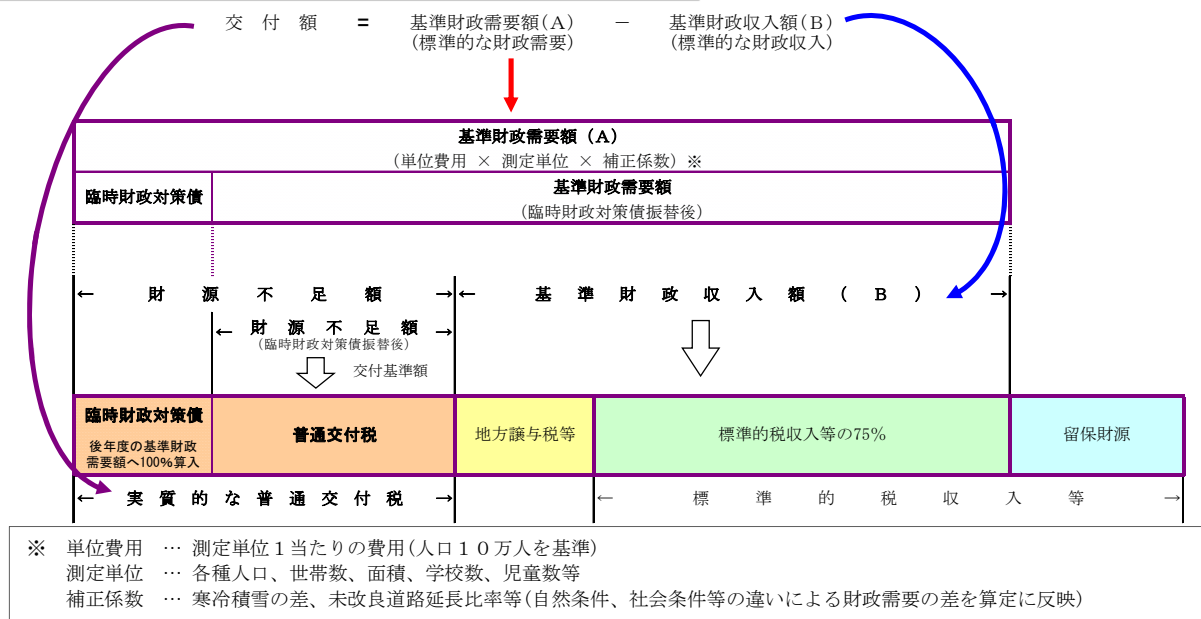 交付額 = 基準財政需要額(A) － 基準財政収入額(B)
(標準的な財政需要) (標準的な財政収入)
基準財政需要額（A）
(単位費用 × 測定単位 × 補正係数) ※
臨時財政対策債
基準財政需要額
(臨時財政対策債振替後)
← 財源不足額 →
← 基準財政収入額(B) →
← 財源不足額 →
(臨時財政対策債振替後)
交付基準額
臨時財政対策債
後年度の基準財政
需要額へ100%算入
普通交付税
地方譲与税等
標準的税収入等の75%
留保財源
← 実質的な普通交付税 →
← 標準的税収入等 →
※ 単位費用 … 測定単位１当たりの費用(人口１０万人を基準)
測定単位 … 各種人口、世帯数、面積、学校数、児童数等
補正係数 … 寒冷積雪の差、未改良道路延長比率等(自然条件、社会条件等の違いによる財政需要の差を算定に反映)